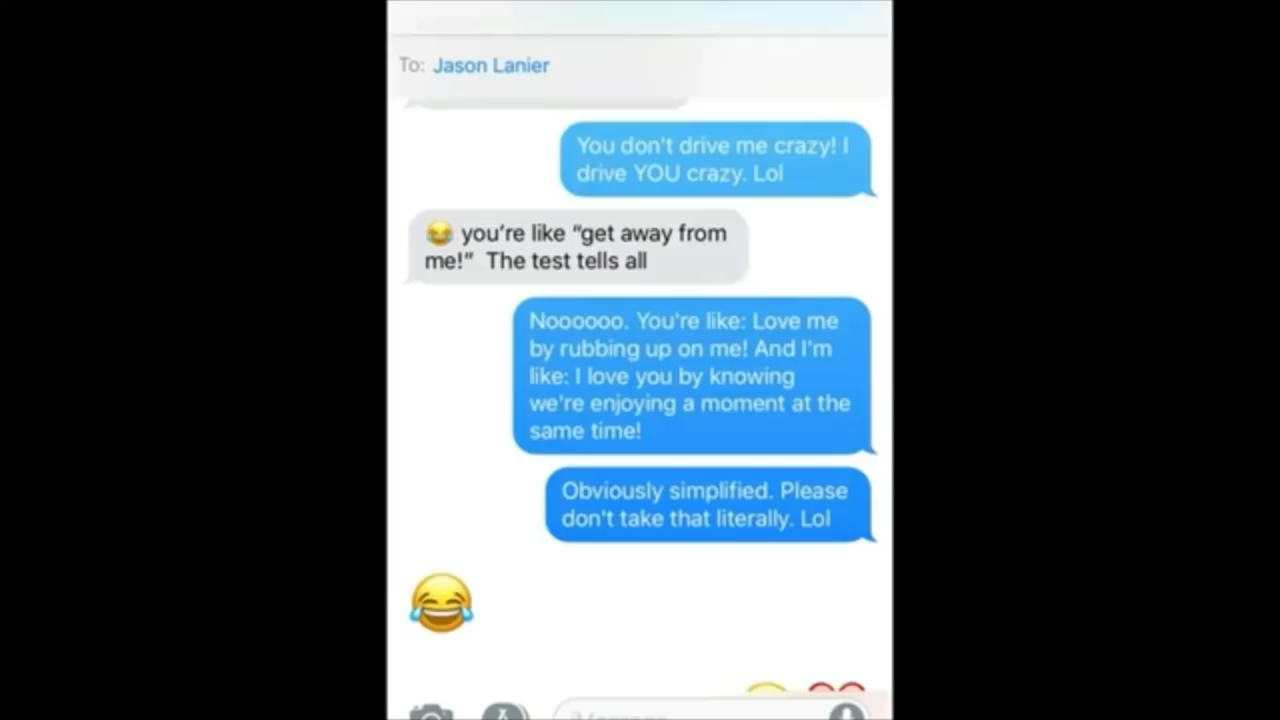 To: Jason Lanier
You don't drive me crazy! I
drive YOU crazy. Lol
😂 you're like “get away from
me!” The test tells all
Noooooo. You're like: Love me
by rubbing up on me! And I'm
like: I love you by knowing
we're enjoying a moment at the
same time!
Obviously simplified. Please
don't take that literally. Lol